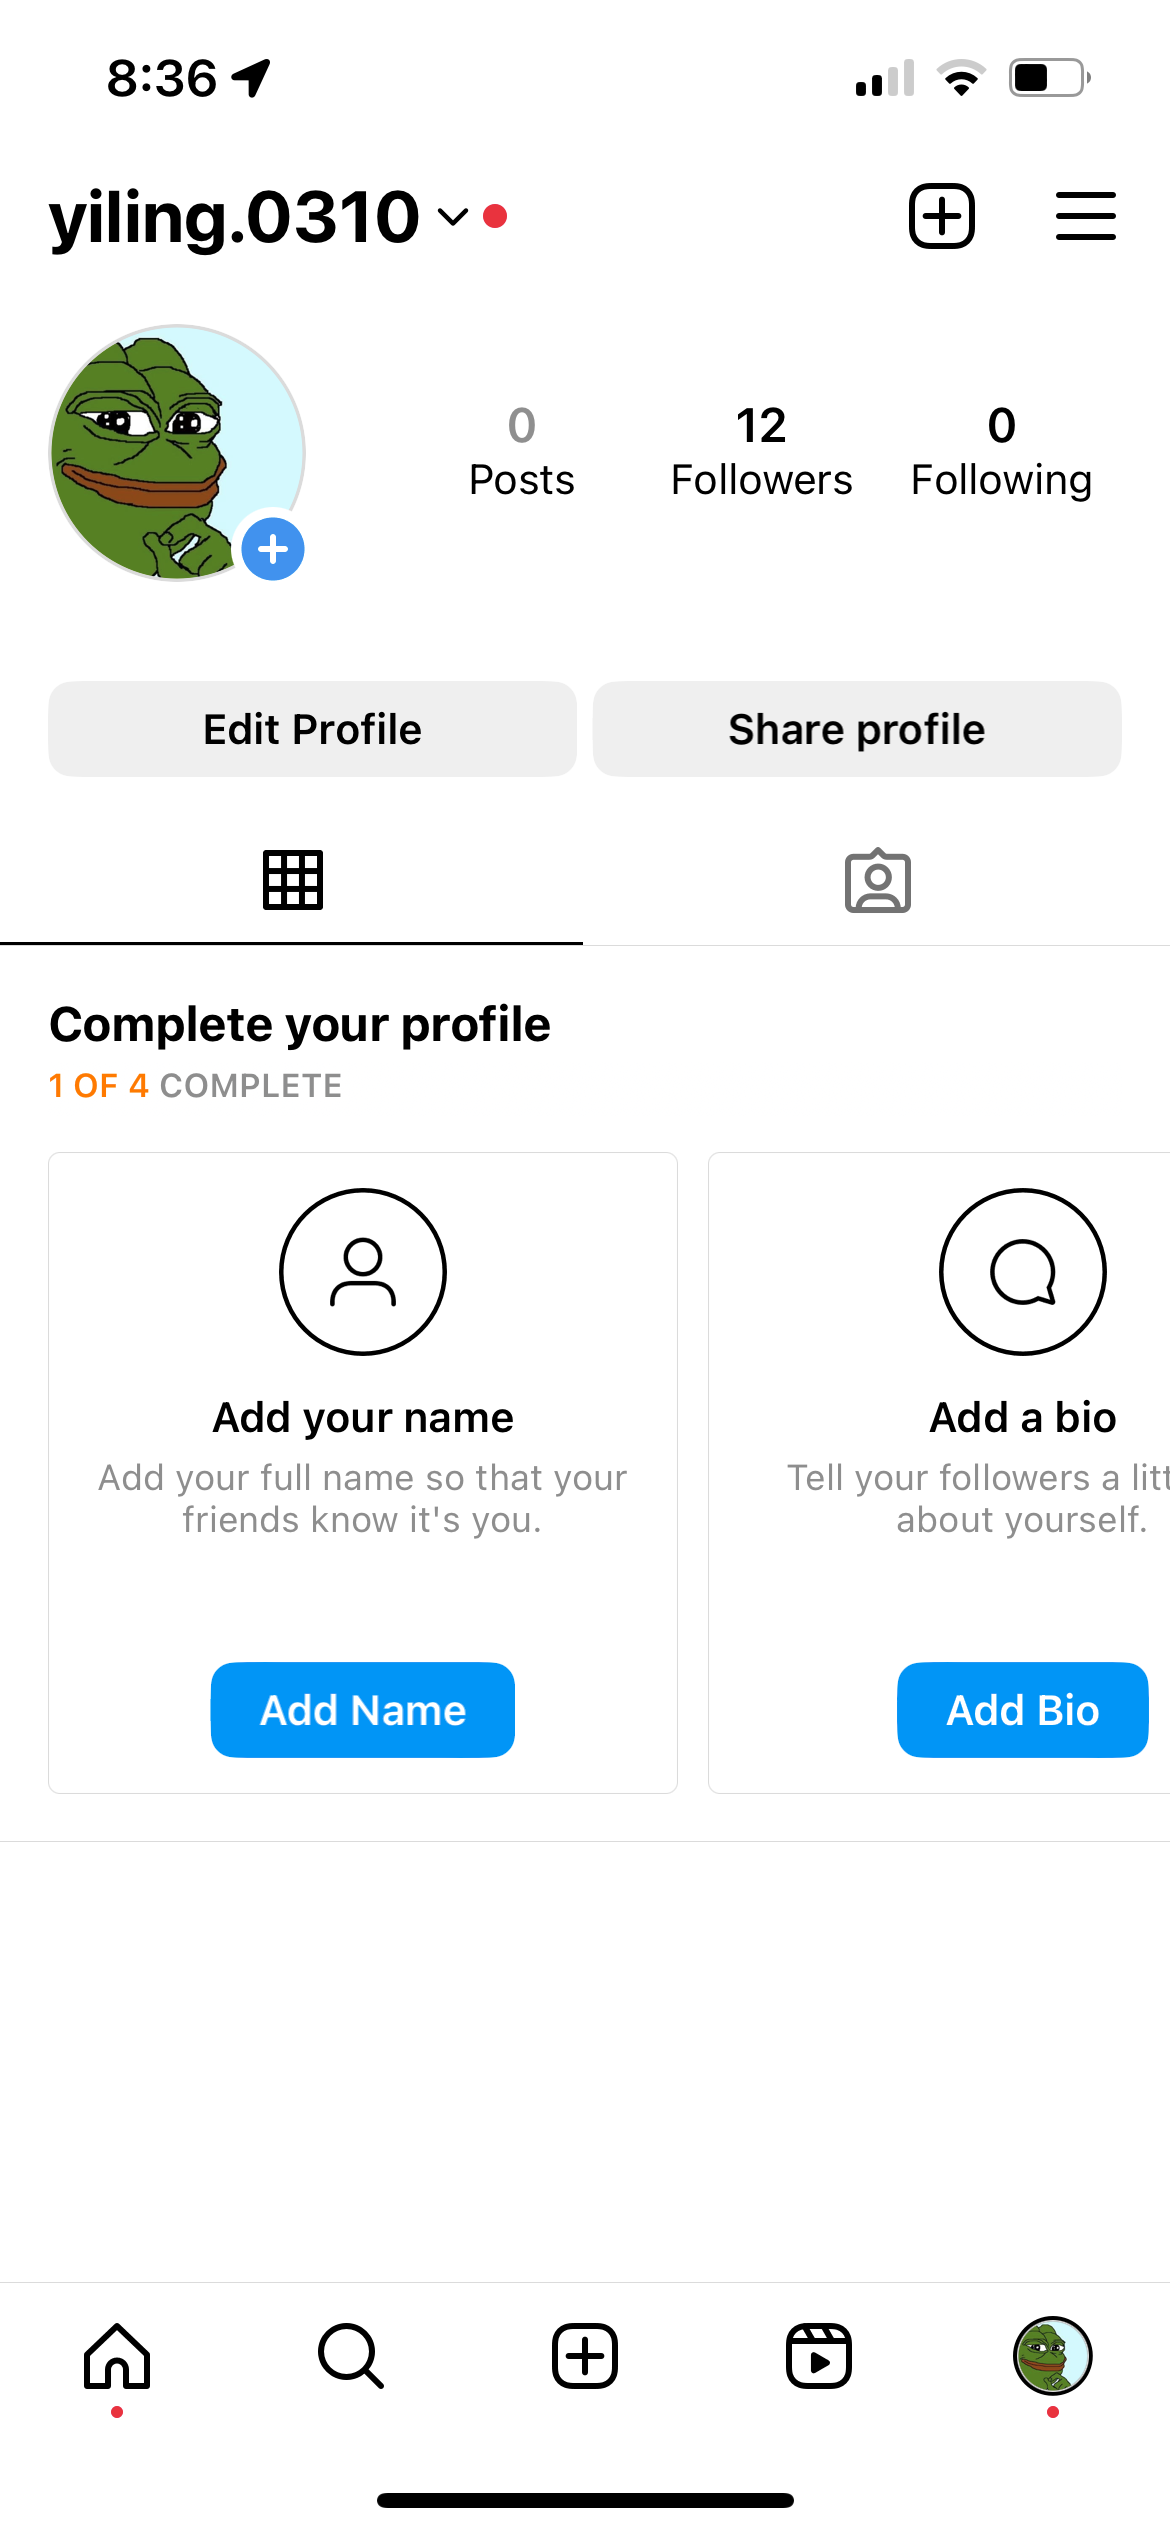 8:36
yiling.0310
0
Posts
12
Followers
0
Following
Edit Profile
Share profile
Complete your profile
1 OF 4 COMPLETE
Add your name
Add your full name so that your
friends know it's you.
Add Name
Add a bio
Tell your followers a litt
about yourself.
Add Bio